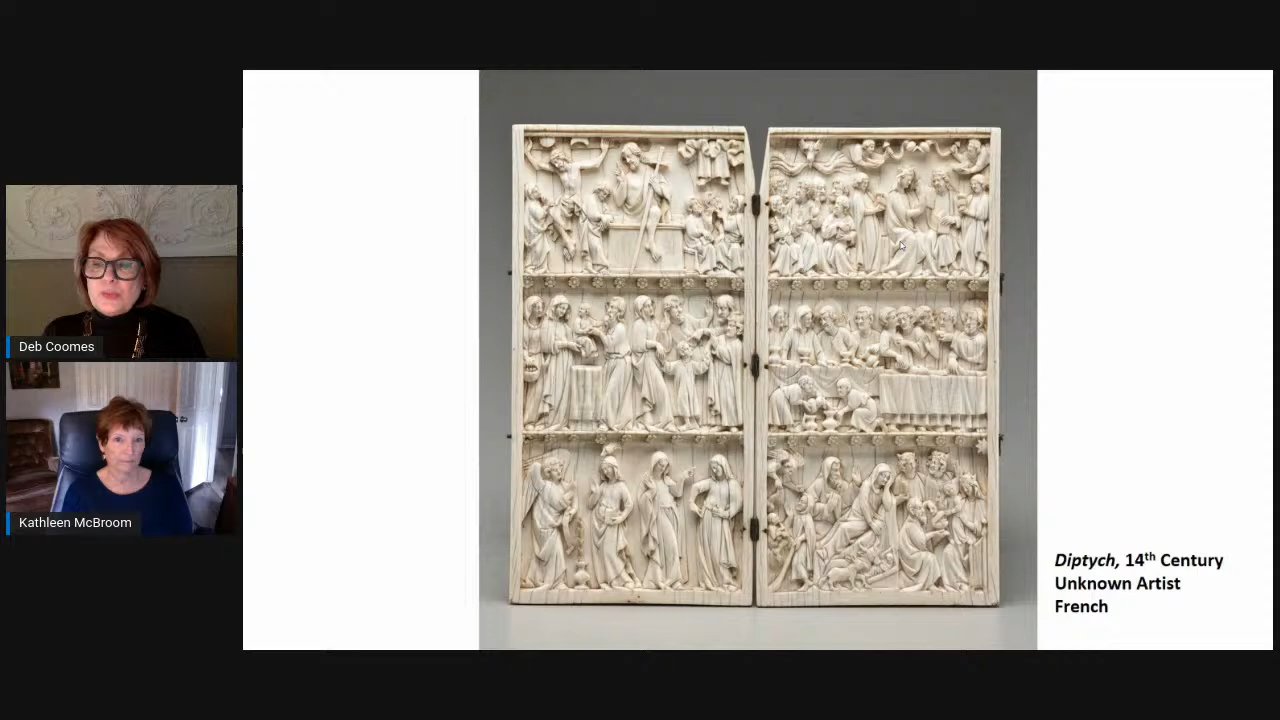 Deb Coomes
Kathleen McBroom
Diptych, 14th Century
Unknown Artist
French